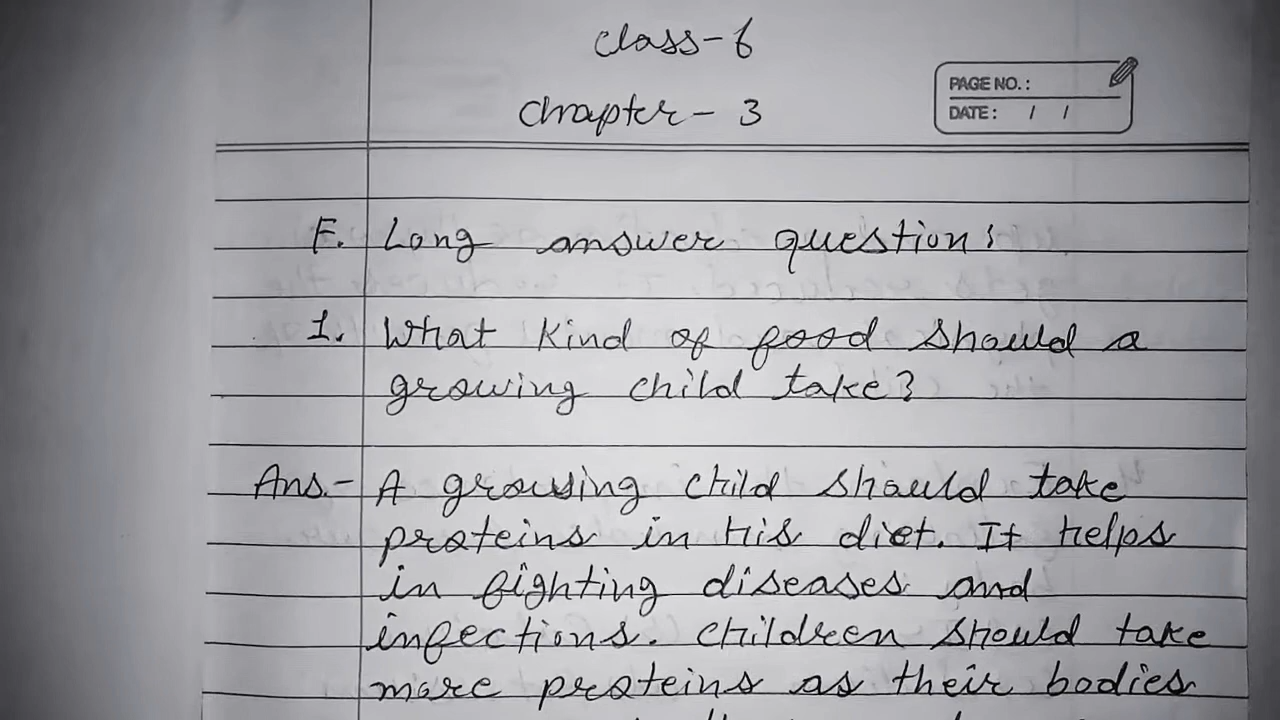 Class-6
Chapter-3
PAGE NO.:
DATE: / /
F. Long answer question:
1. What kind of food should a
growing child take?
Ans.- A growing child should take
proteins in his diet. It helps
in fighting diseases and
infections. Children should take
more proteins as their bodies